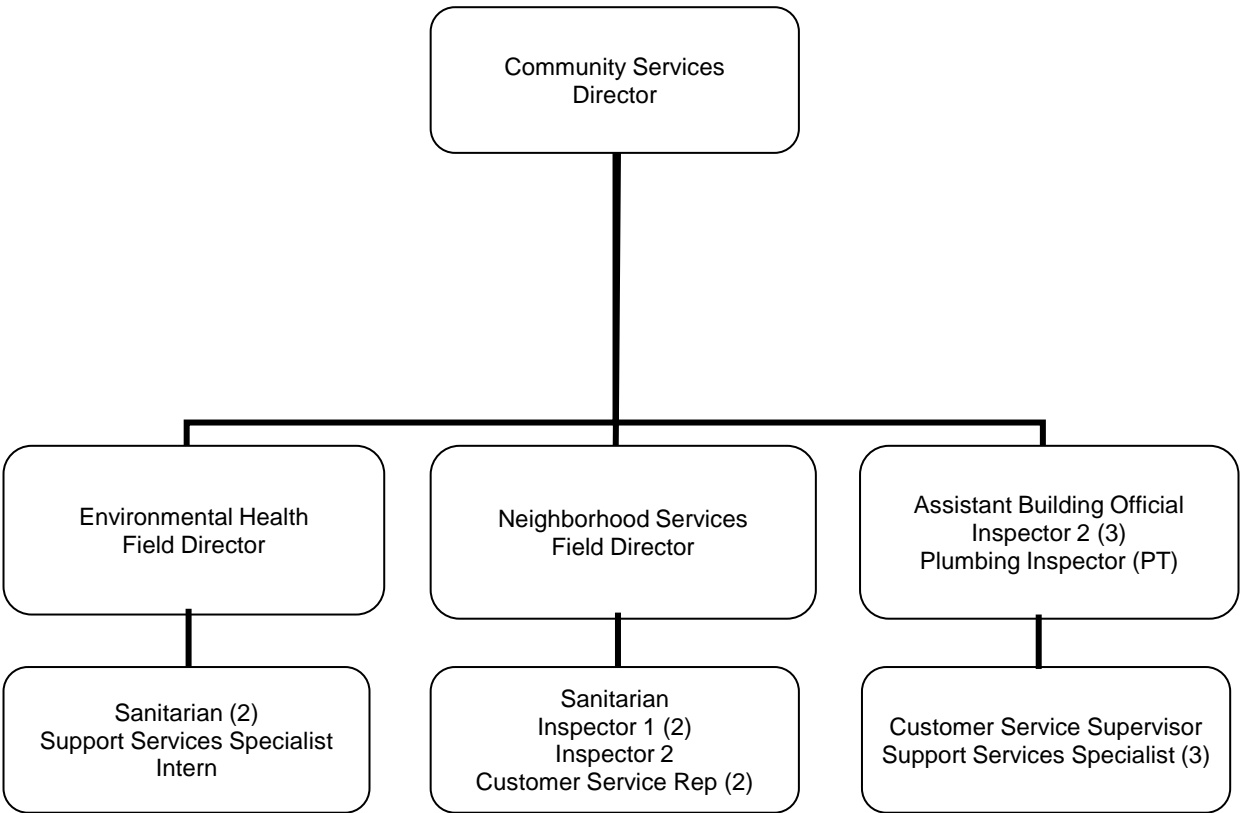 Community Services
Director
Environmental Health
Field Director
Neighborhood Services
Field Director
Assistant Building Official
Inspector 2 (3)
Plumbing Inspector (PT)
Sanitarian (2)
Support Services Specialist
Intern
Sanitarian
Inspector 1 (2)
Inspector 2
Customer Service Rep (2)
Customer Service Supervisor
Support Services Specialist (3)